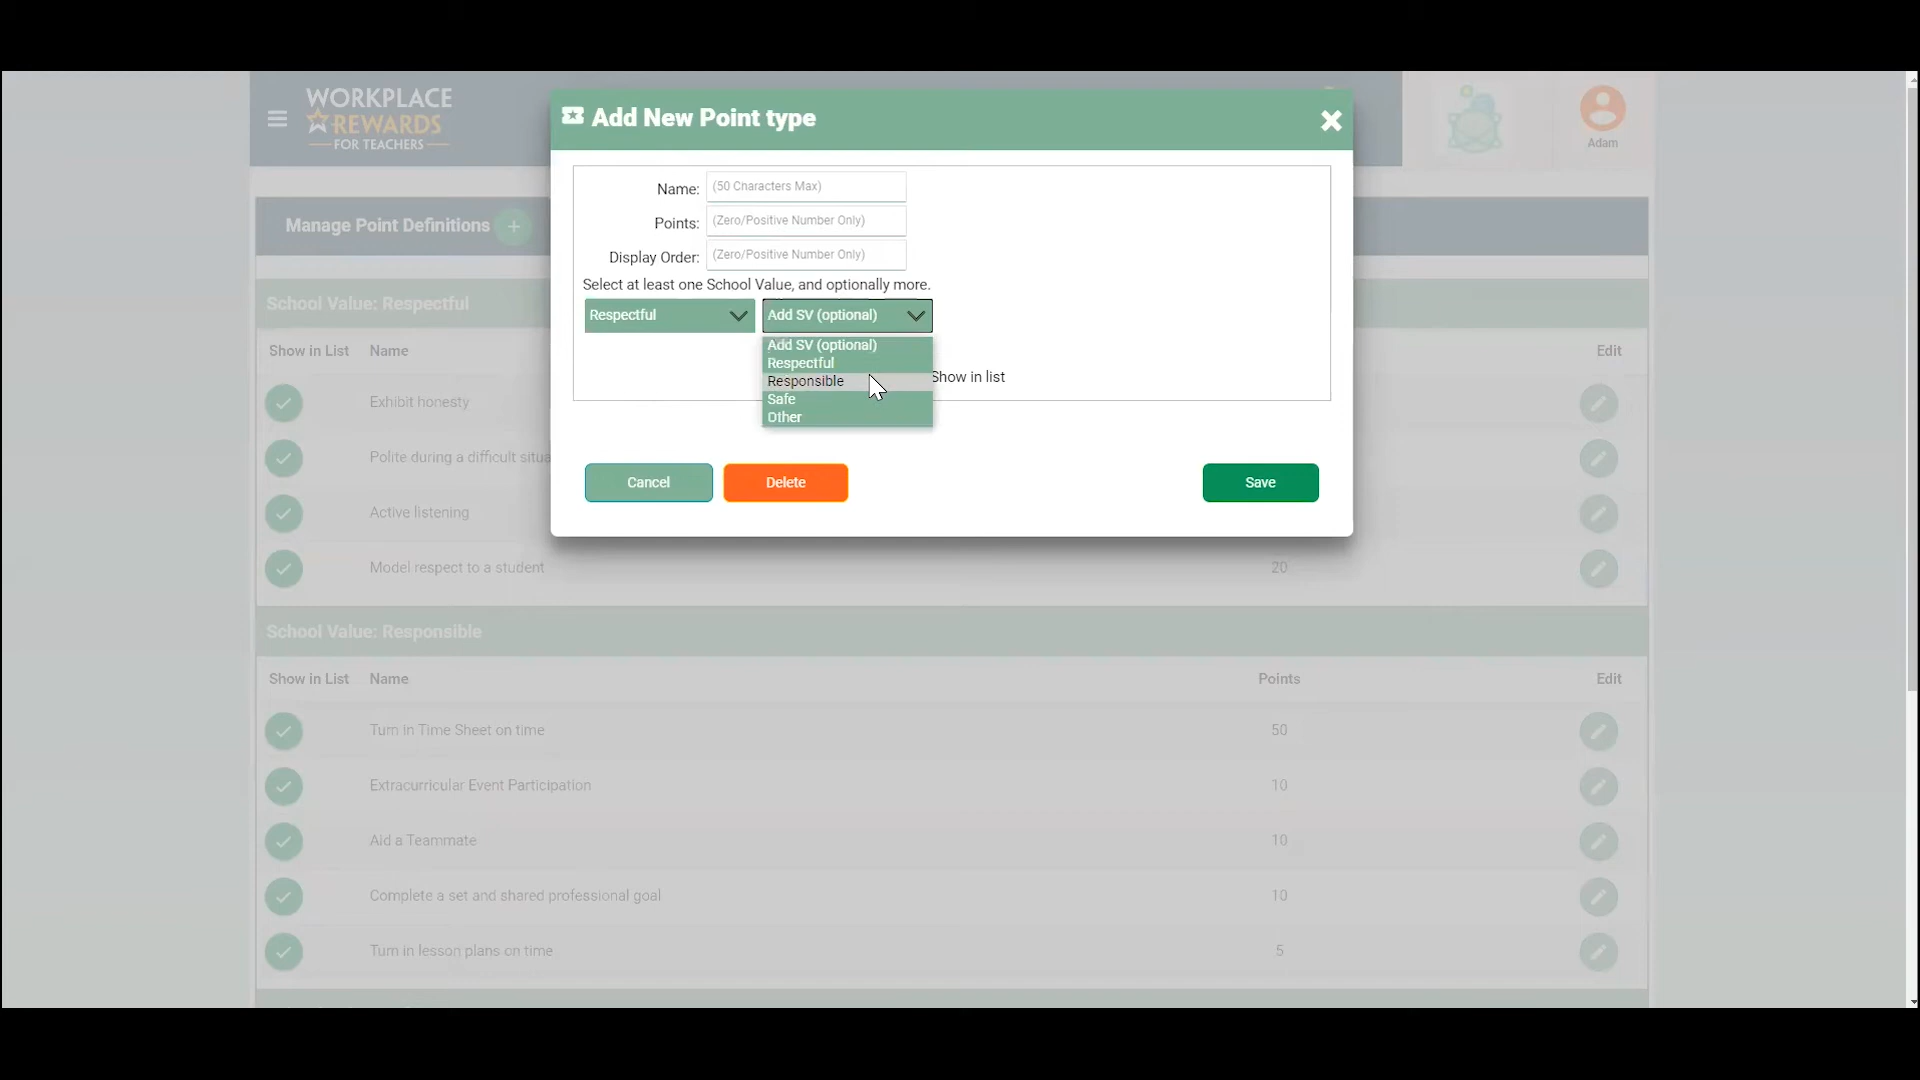 WORKPLACE
REWARDS
FOR TEACHERS
Add New Point type
Adam
Name: (50 Characters Max)
Points: (Zero/Positive Number Only)
Display Order: (Zero/Positive Number Only)
Select at least one School Value, and optionally more.
Respectful Add SV (optional)
Add SV (optional)
Respectful
Responsible
Safe
Other
Show in list
Cancel Delete Save
Manage Point Definitions +
School Value: Respectful
Show in List Name Edit
Exhibit honesty
Polite during a difficult
Active listening
Model respect to a student 20
School Value: Responsible
Show in List Name Points Edit
Turn in Time Sheet on time 50
Extracurricular Event Participation 10
Aid a Teammate 10
Complete a set and shared professional goal 10
Turn in lesson plans on time 5